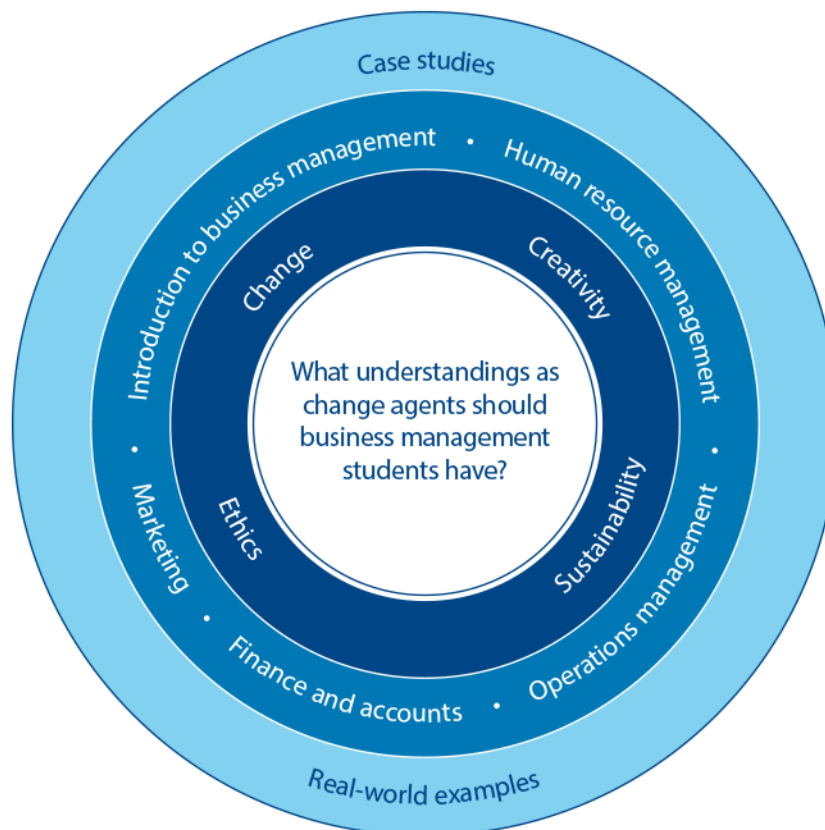 Case studies
Introduction to business management • Human resource management • Operations management • Finance and accounts • Marketing •
Change
Creativity
Sustainability
Ethics
What understandings as
change agents should
business management
students have?
Real-world examples